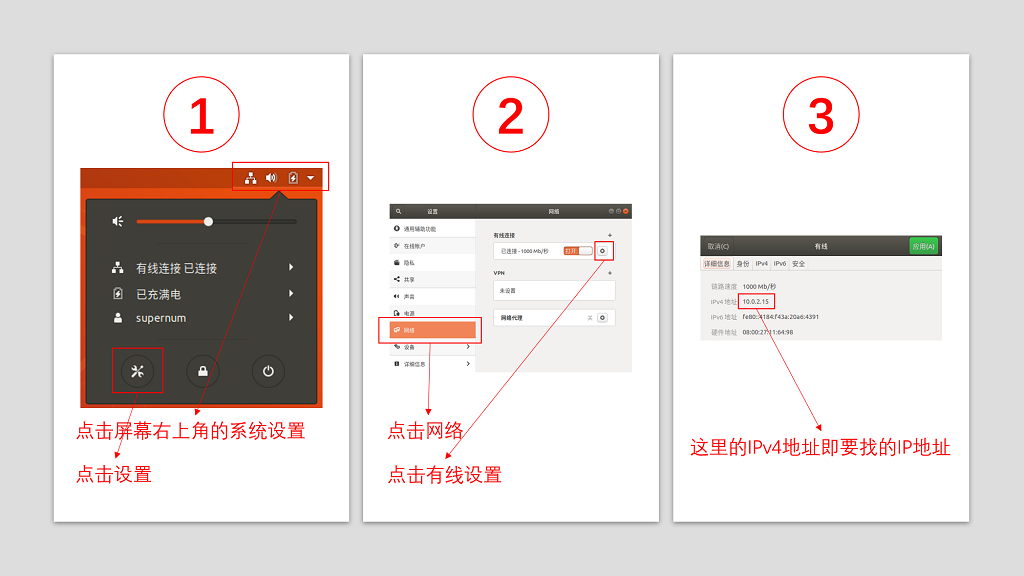 1
有线连接 已连接
已充满电
supernum
点击屏幕右上角的系统设置
点击设置
2
设置
网络
通用辅助功能
在线帐户
隐私
共享
声音
电源
网络
设备
详细信息
有线连接
已连接 - 1000 Mb/秒
打开
VPN
未设置
网络代理
关
点击网络
点击有线设置
3
取消(C)
有线
应用(A)
详细信息 身份 IPv4 IPv6 安全
链路速度 1000 Mb/秒
IPv4 地址 10.0.2.15
IPv6 地址 fe80::4184:f43a:20a6:4391
硬件地址 08:00:27:11:64:98
这里的IPv4地址即要找的IP地址